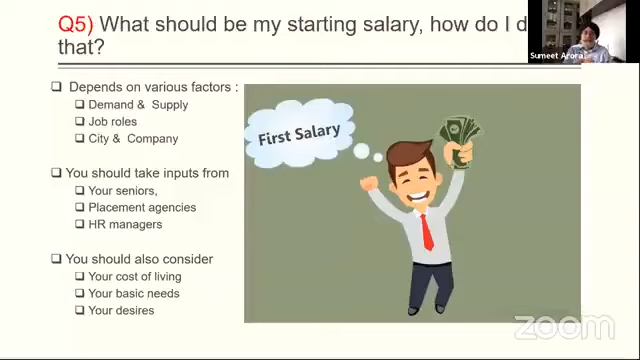 Q5) What should be my starting salary, how do I d
that?
Sumeet Arora
Depends on various factors :
Demand & Supply
Job roles
City & Company
First Salary
You should take inputs from
Your seniors,
Placement agencies
HR managers
You should also consider
Your cost of living
Your basic needs
Your desires
zoom